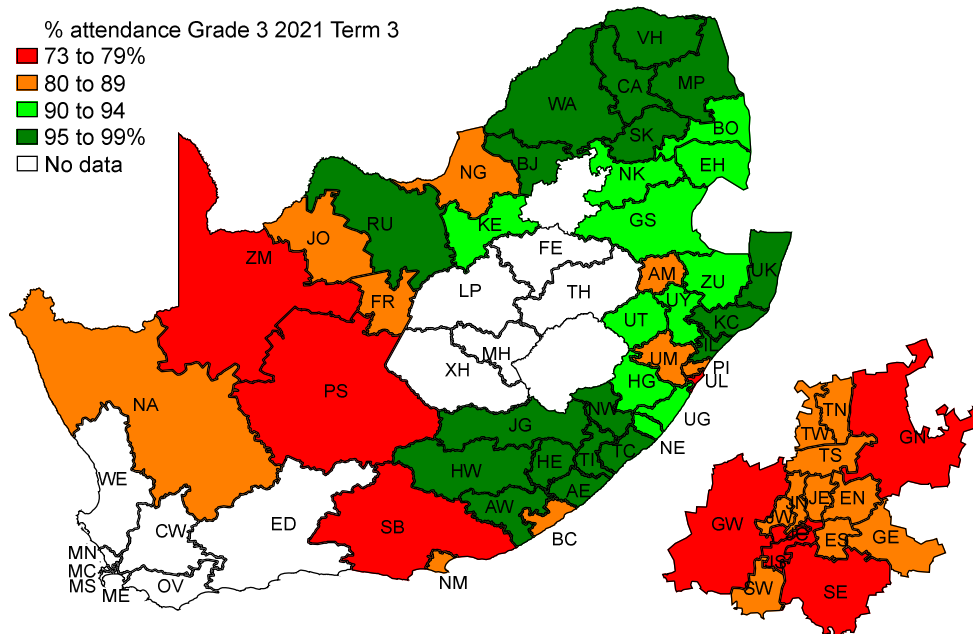 % attendance Grade 3 2021 Term 3
73 to 79%
80 to 89
90 to 94
95 to 99%
No data
VH
CA
MP
WA
BO
SK
BJ
EH
NG
NK
RU
KE
GS
JO
FE
ZM
AM
UK
ZU
LP
TH
FR
UY
UT
KC
IL
MH
UM
PI
XH
HG
UL
PS
NA
NW
UG
TN
JG
TW
GN
NE
TC
TS
HE
TI
HW
WE
AE
IN
JE
EN
AW
JW
GW
ED
SB
CW
BC
ES
GE
JC
MN
JS
MC
MS
OV
NM
ME
SW
SE